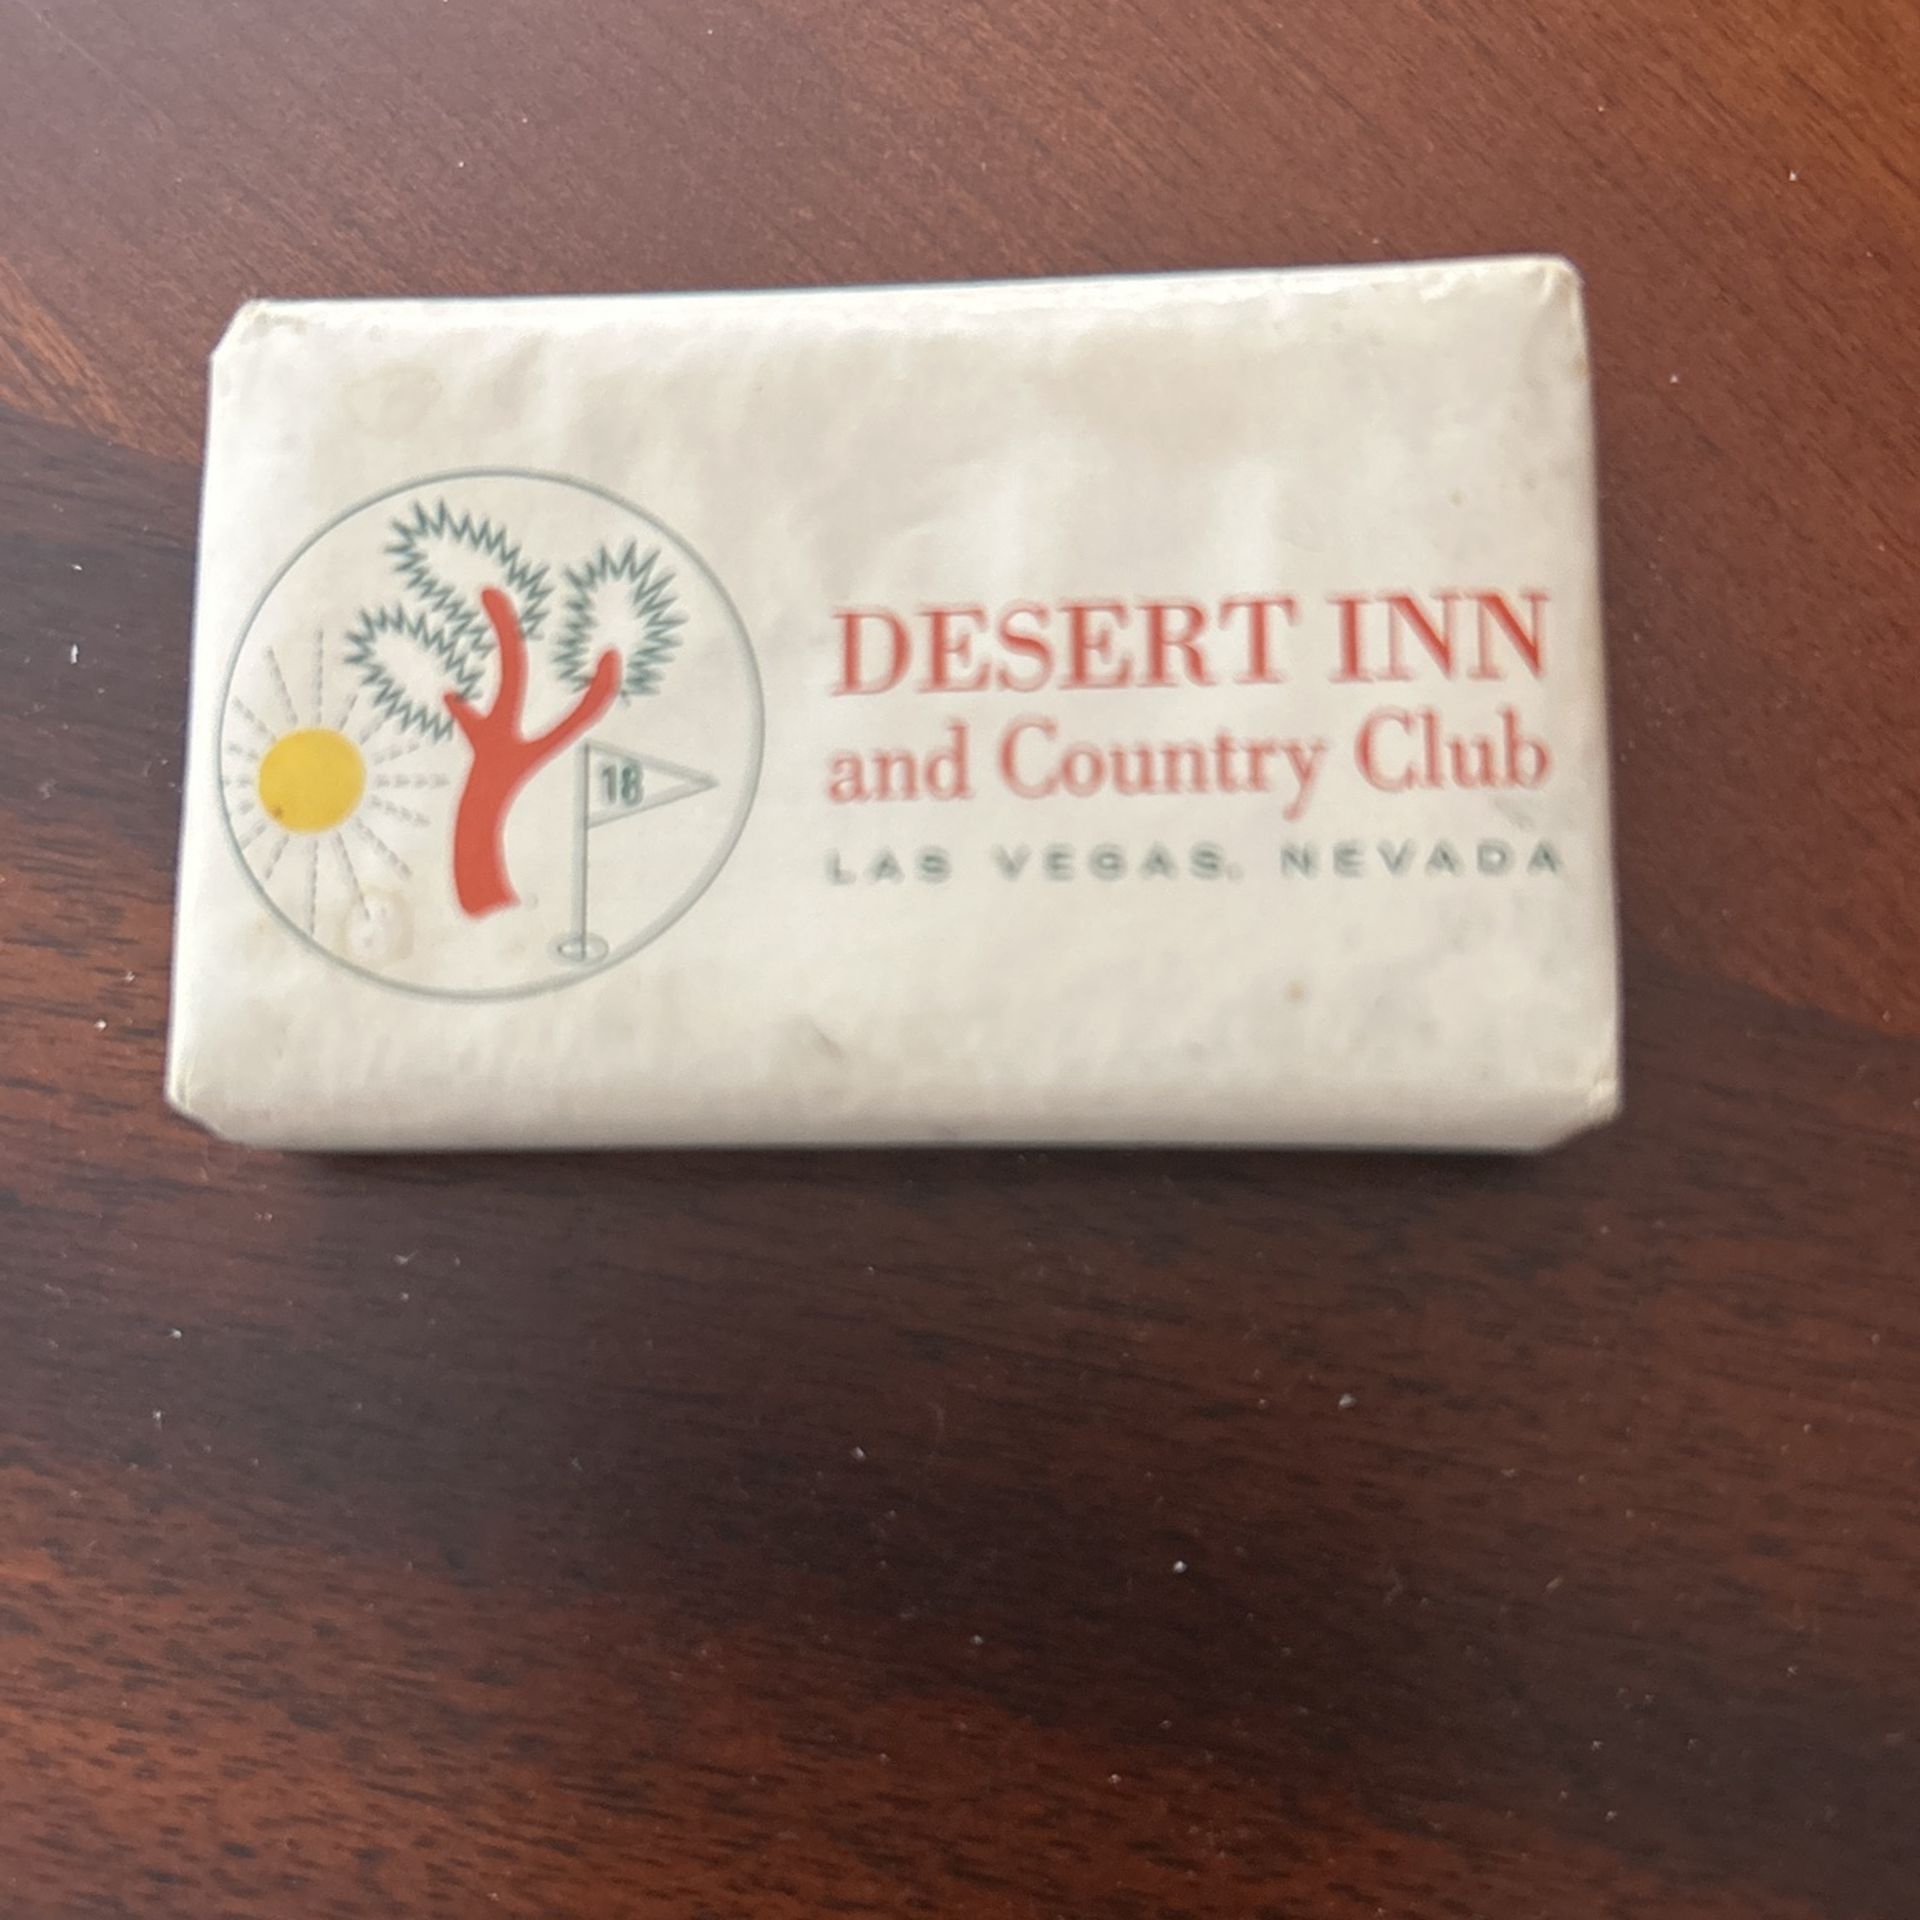 18
DESERT INN
and Country Club
LAS VEGAS, NEVADA